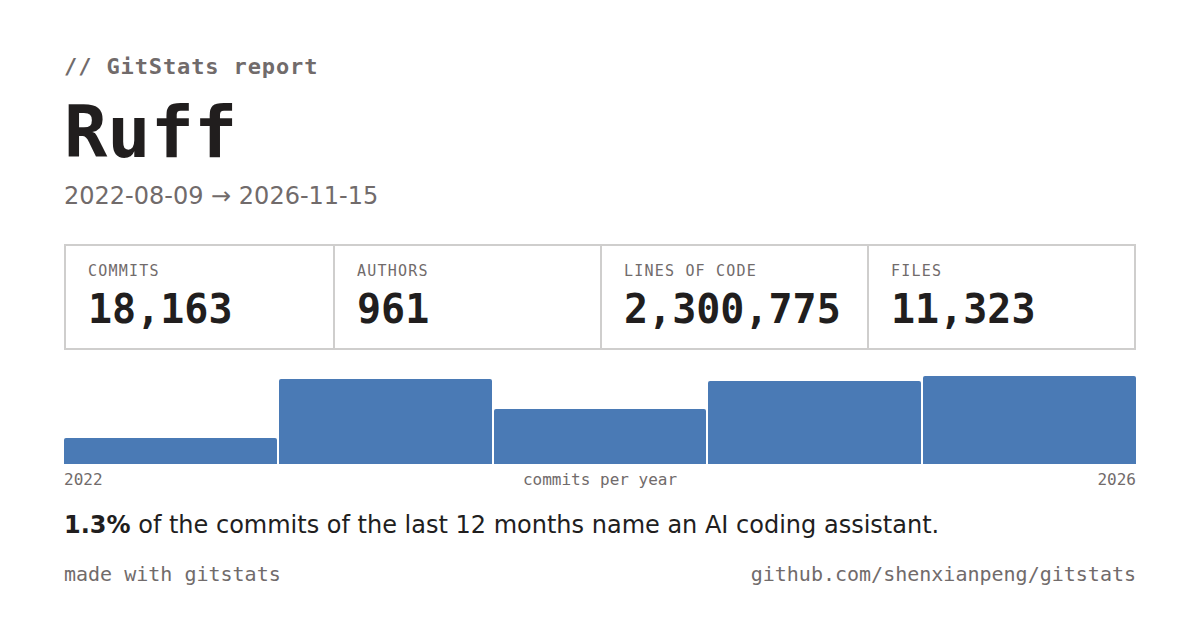 // GitStats report
Ruff
2022-08-09 → 2026-11-15
COMMITS AUTHORS LINES OF CODE FILES
18,163 961 2,300,775 11,323
2022 commits per year 2026
1.3% of the commits of the last 12 months name an AI coding assistant.
made with gitstats github.com/shenxianpeng/gitstats